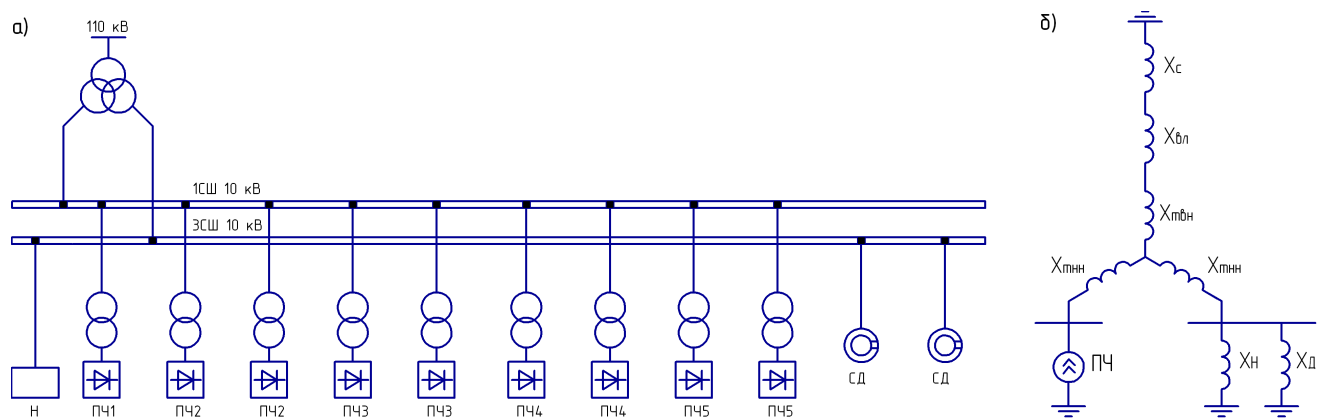 а)
110 кВ
1СШ 10 кВ
3СШ 10 кВ
Н
ПЧ1
ПЧ2
ПЧ2
ПЧ3
ПЧ3
ПЧ4
ПЧ4
ПЧ5
ПЧ5
СД
СД
б)
Xс
Xвл
Xтвн
Xтнн
Xтнн
ПЧ
XН
XД